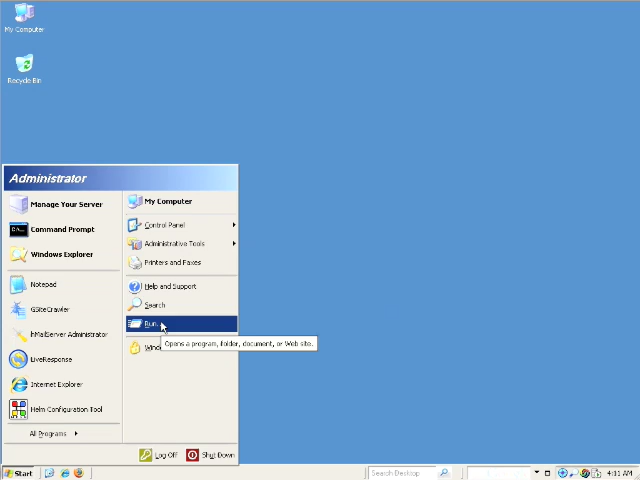 My Computer
Recycle Bin
Administrator
Manage Your Server
My Computer
Command Prompt
Control Panel
Administrative Tools
Windows Explorer
Printers and Faxes
Notepad
Help and Support
GSiteCrawler
Search
Run...
hMailServer Administrator
Opens a program, folder, document, or Web site.
LiveResponse
Internet Explorer
Helm Configuration Tool
All Programs
Log Off
Shut Down
Start
Search Desktop
4:31 AM